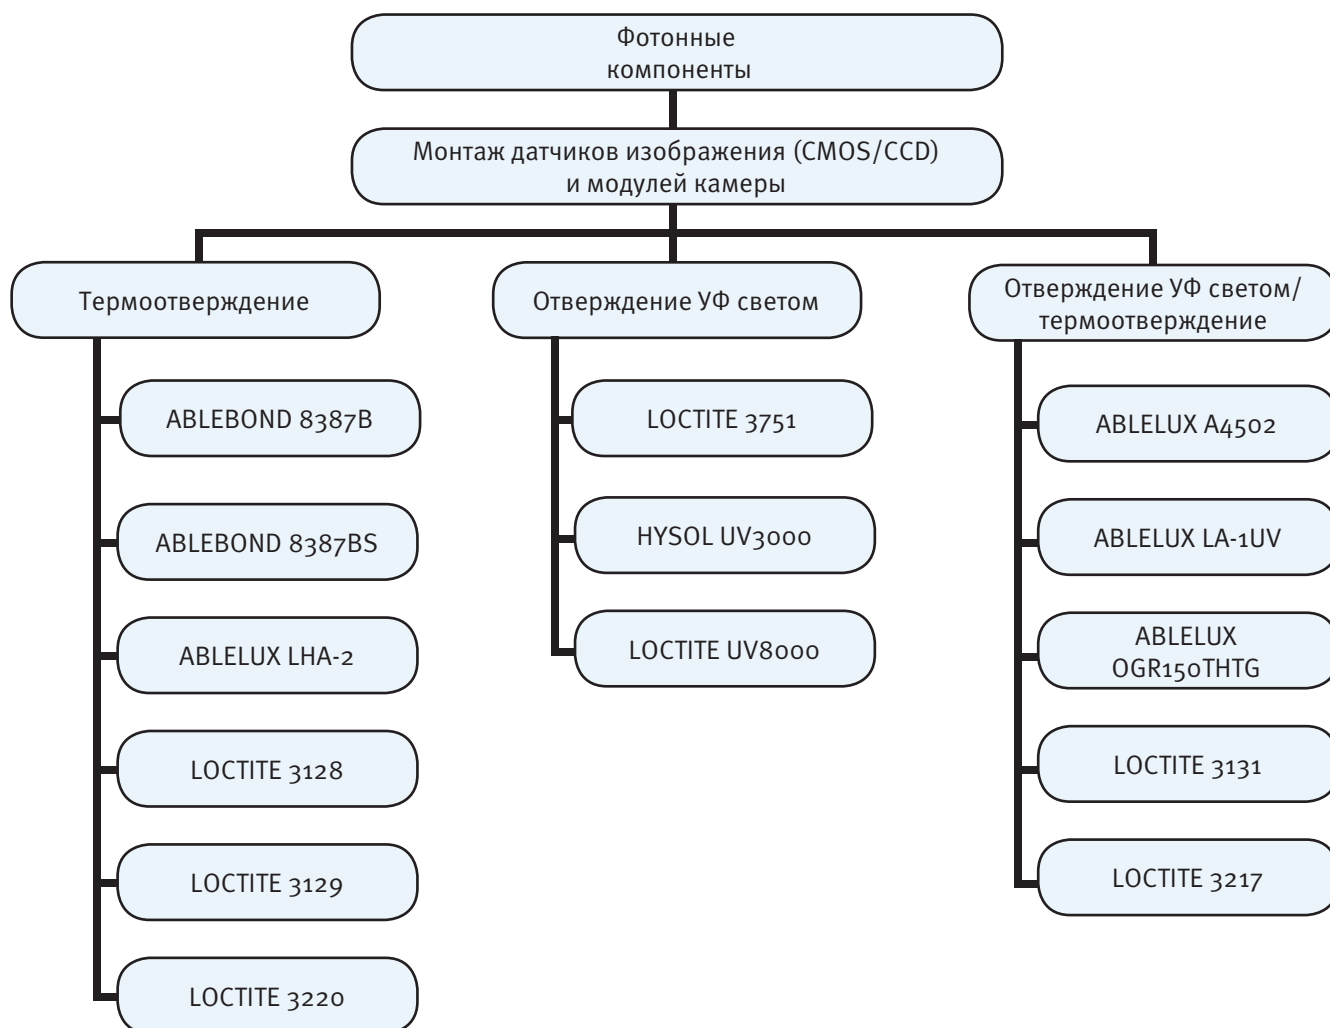 Фотонные
компоненты
Монтаж датчиков изображения (CMOS/CCD)
и модулей камеры
Термоотверждение
ABLEBOND 8387B
ABLEBOND 8387BS
ABLELUX LHA-2
LOCTITE 3128
LOCTITE 3129
LOCTITE 3220
Отверждение УФ светом
LOCTITE 3751
HYSOL UV3000
LOCTITE UV8000
Отверждение УФ светом/
термоотверждение
ABLELUX A4502
ABLELUX LA-1UV
ABLELUX
OGR150THTG
LOCTITE 3131
LOCTITE 3217